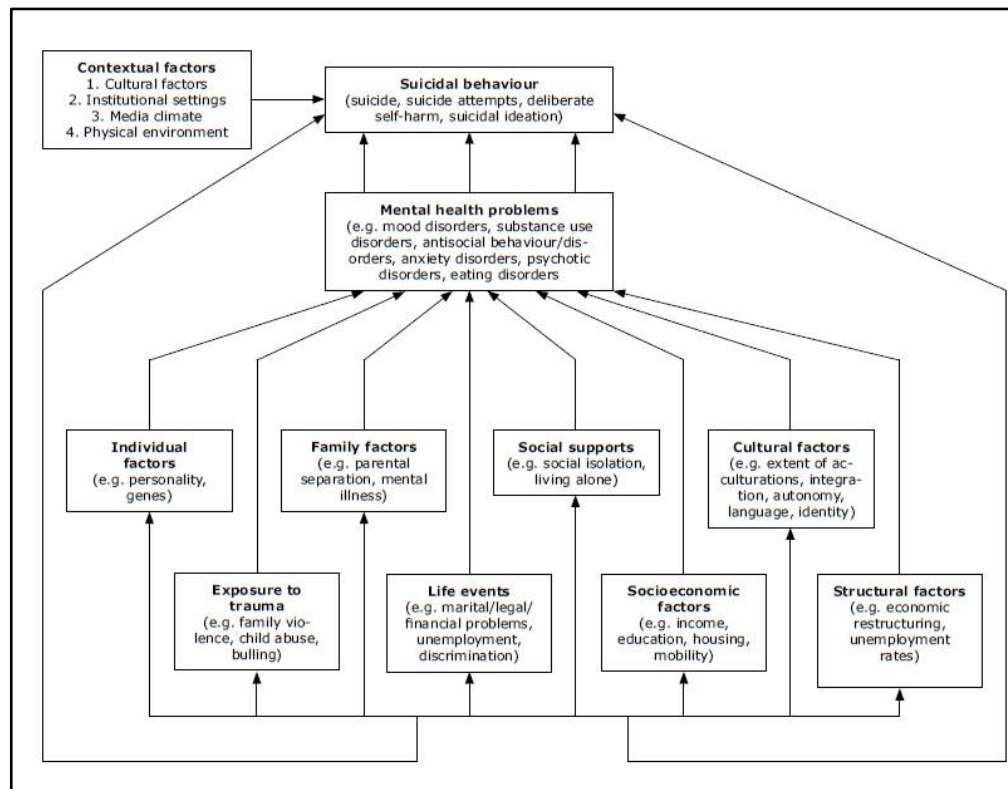 Contextual factors
1. Cultural factors
2. Institutional settings
3. Media climate
4. Physical environment
Suicidal behaviour
(suicide, suicide attempts, deliberate
self-harm, suicidal ideation)
Mental health problems
(e.g. mood disorders, substance use
disorders, antisocial behaviour/dis-
orders, anxiety disorders, psychotic
disorders, eating disorders
Individual
factors
(e.g. personality,
genes)
Family factors
(e.g. parental
separation, mental
illness)
Social supports
(e.g. social isolation,
living alone)
Cultural factors
(e.g. extent of ac-
culturations, integra-
tion, autonomy,
language, identity)
Exposure to
trauma
(e.g. family vio-
lence, child abuse,
bulling)
Life events
(e.g. marital/legal/
financial problems,
unemployment,
discrimination)
Socioeconomic
factors
(e.g. income,
education, housing,
mobility)
Structural factors
(e.g. economic
restructuring,
unemployment
rates)